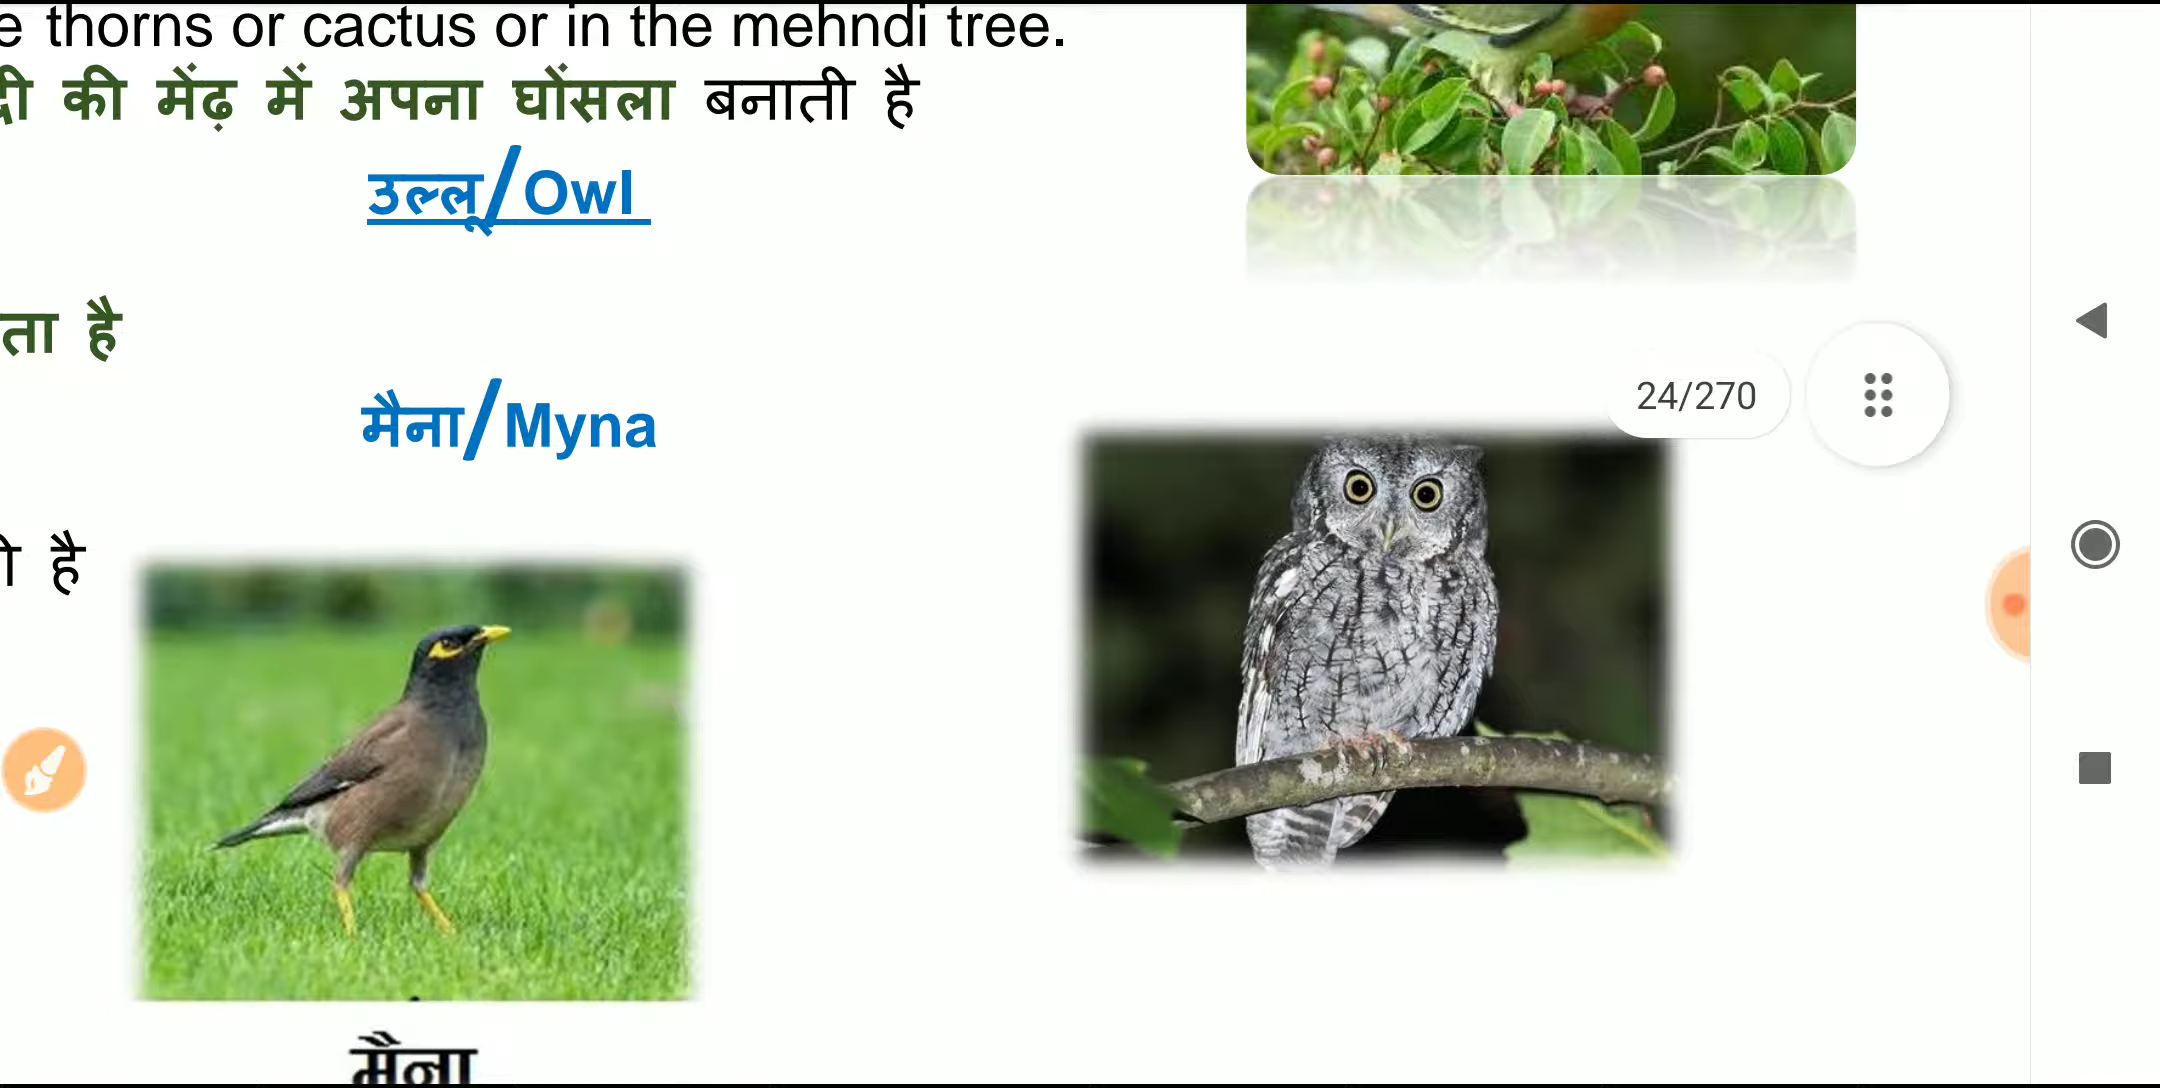 thorns or cactus or in the mehndi tree.
की मेंढ़ में अपना घोंसला बनाती है
उल्लू/Owl
ता है
मैना/Myna
24/270
है
मैना